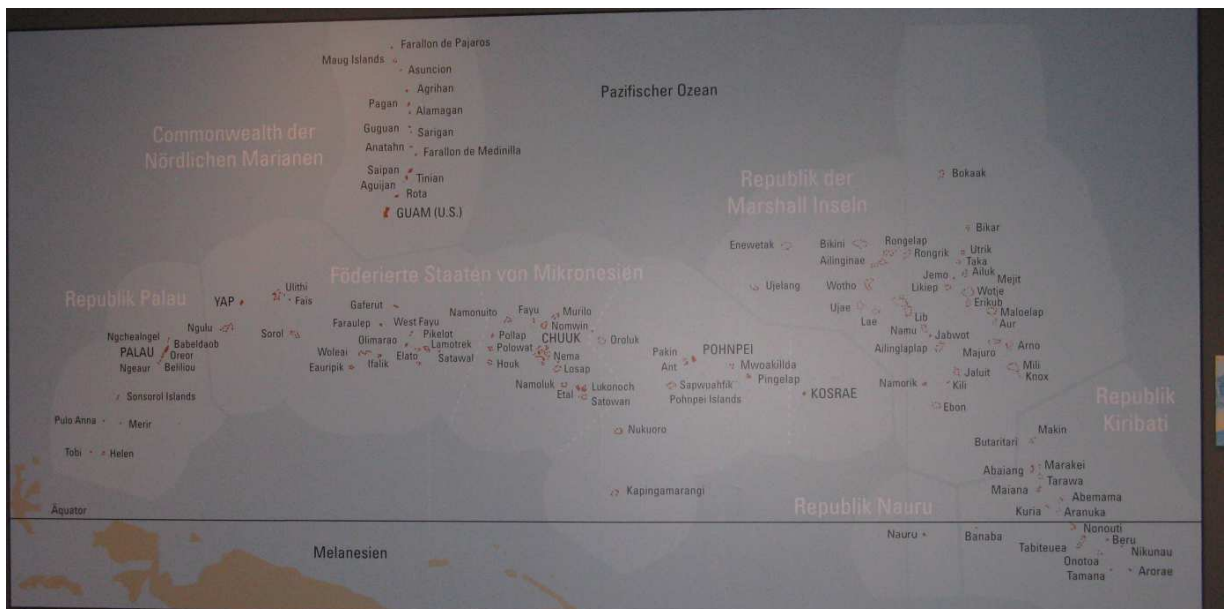 Farallon de Pajaros
Maug Islands
Asuncion
Agrihan
Pagan
Alamagan
Guguan
Sarigan
Anatahn
Farallon de Medinilla
Saipan
Tinian
Aguijan
Rota
GUAM (U.S.)
Commonwealth der
Nördlichen Marianen
Pazifischer Ozean
Republik der
Marshall Inseln
Bokaak
Bikar
Enewetak
Bikini
Rongelap
Rongrik
Ailinginae
Utrik
Taka
Ailuk
Mejit
Jemo
Likiep
Ujelang
Wotho
Wotje
Erikub
Ujae
Lae
Lib
Maloelap
Aur
Namu
Jabwot
Ailinglaplap
Majuro
Arno
Mili
Knox
Jaluit
Namorik
Kili
Ebon
Föderierte Staaten von Mikronesien
Ulithi
YAP
Fais
Ngulu
Sorol
Gaferut
Faraulep
West Fayu
Olimarao
Pikelot
Woleai
Lamotrek
Elato
Ifalik
Eauripik
Satawal
Namonuito
Fayu
Murilo
Nomwin
Pollap
CHUUK
Polowat
Oroluk
Nema
Houk
Losap
Namoluk
Lukonoch
Etal
Satowan
Pakin
POHNPEI
Ant
Mwoakillda
Pingelap
Sapwuahfik
Pohnpei Islands
KOSRAE
Nukuoro
Kapingamarangi
Republik Palau
Ngchealngel
Babeldaob
PALAU
Oreor
Ngeaur
Beliliou
Sonsorol Islands
Pulo Anna
Merir
Tobi
Helen
Republik
Kiribati
Makin
Butaritari
Abaiang
Marakei
Tarawa
Maiana
Abemama
Kuria
Aranuka
Republik Nauru
Äquator
Nauru
Banaba
Nonouti
Beru
Tabiteuea
Nikunau
Onotoa
Tamana
Arorae
Melanesien